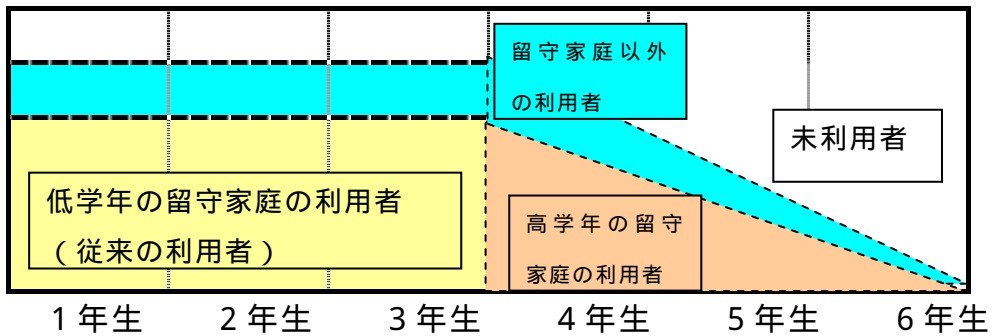 留守家庭以外
の利用者
未利用者
低学年の留守家庭の利用者
（従来の利用者）
高学年の留守
家庭の利用者
１年生 ２年生 ３年生 ４年生 ５年生 ６年生